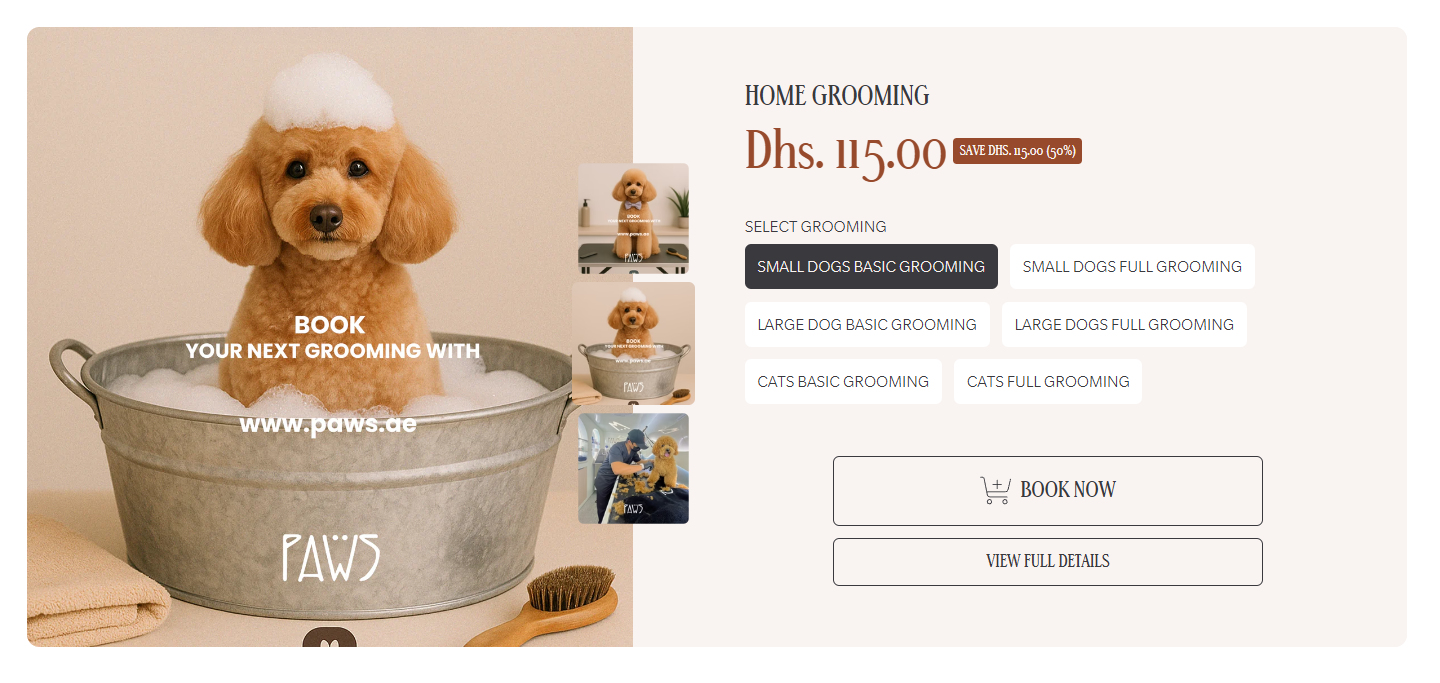 BOOK
YOUR NEXT GROOMING WITH
www.paws.ae
PAWS
BOOK
YOUR NEXT GROOMING WITH
www.paws.ae
PAWS
BOOK
YOUR NEXT GROOMING WITH
www.paws.ae
PAWS
PAWS
HOME GROOMING
Dhs. 115.00 SAVE DHS. 115.00 (50%)
SELECT GROOMING
SMALL DOGS BASIC GROOMING SMALL DOGS FULL GROOMING
LARGE DOG BASIC GROOMING LARGE DOGS FULL GROOMING
CATS BASIC GROOMING CATS FULL GROOMING
BOOK NOW
VIEW FULL DETAILS